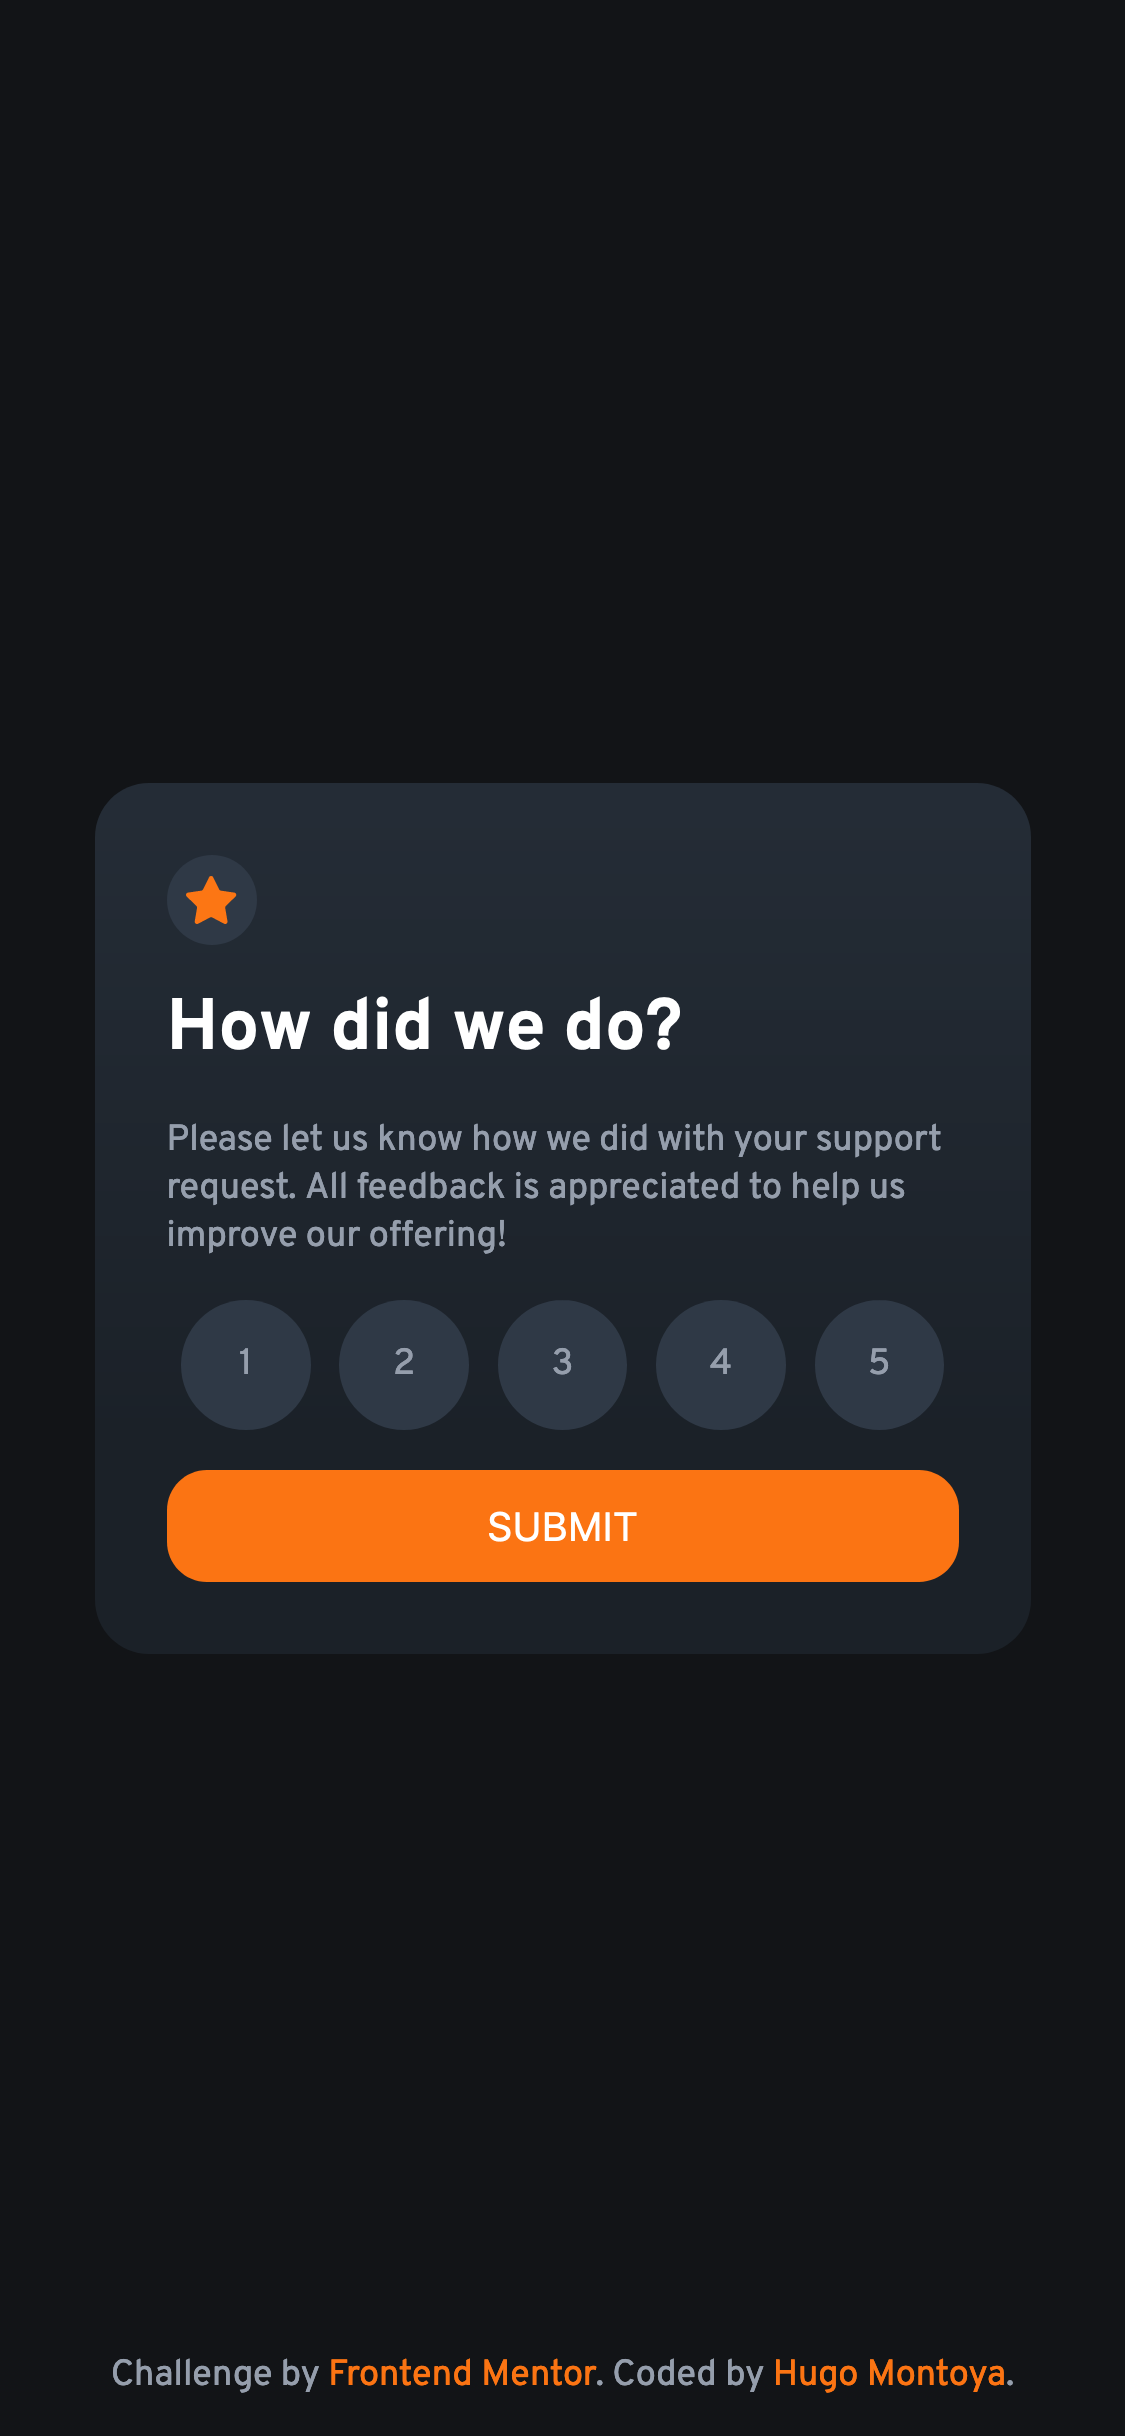 How did we do?
Please let us know how we did with your support
request. All feedback is appreciated to help us
improve our offering!
1 2 3 4 5
SUBMIT
Challenge by Frontend Mentor. Coded by Hugo Montoya.